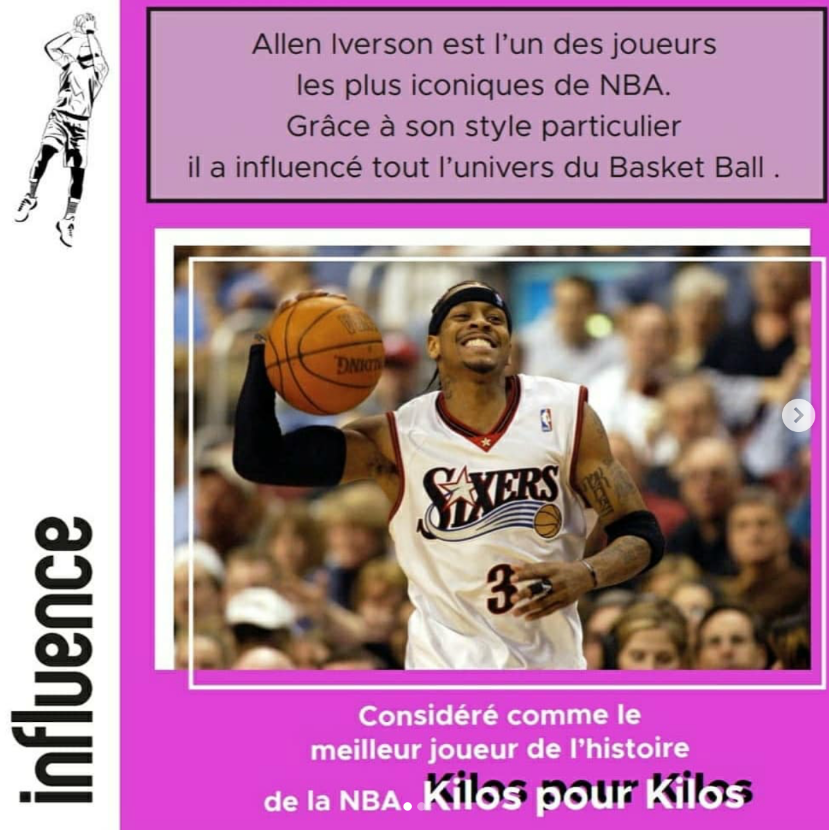 Allen Iverson est l'un des joueurs
les plus iconiques de NBA.
Grâce à son style particulier
il a influencé tout l'univers du Basket Ball .
SIXERS
3
influence
Considéré comme le
meilleur joueur de l'histoire
de la NBA. Kilos pour Kilos